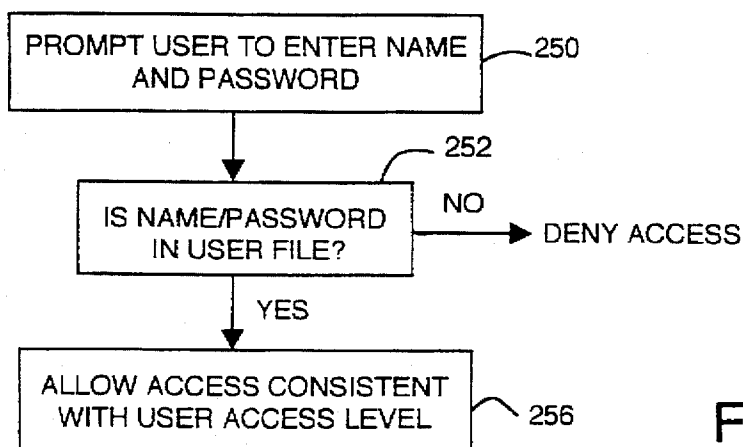 PROMPT USER TO ENTER NAME
AND PASSWORD
250
252
IS NAME/PASSWORD
IN USER FILE?
NO
DENY ACCESS
YES
ALLOW ACCESS CONSISTENT
WITH USER ACCESS LEVEL
256
F